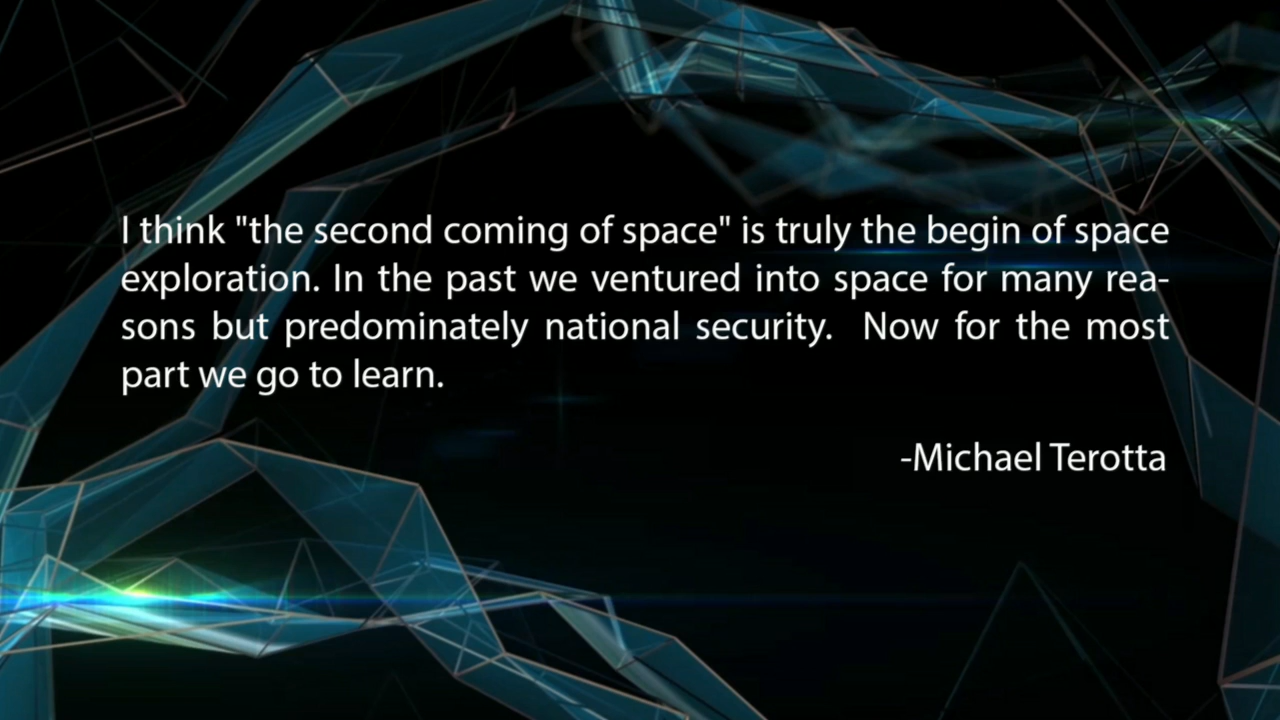 I think "the second coming of space" is truly the begin of space
exploration. In the past we ventured into space for many rea-
sons but predominately national security.  Now for the most
part we go to learn.
-Michael Terotta